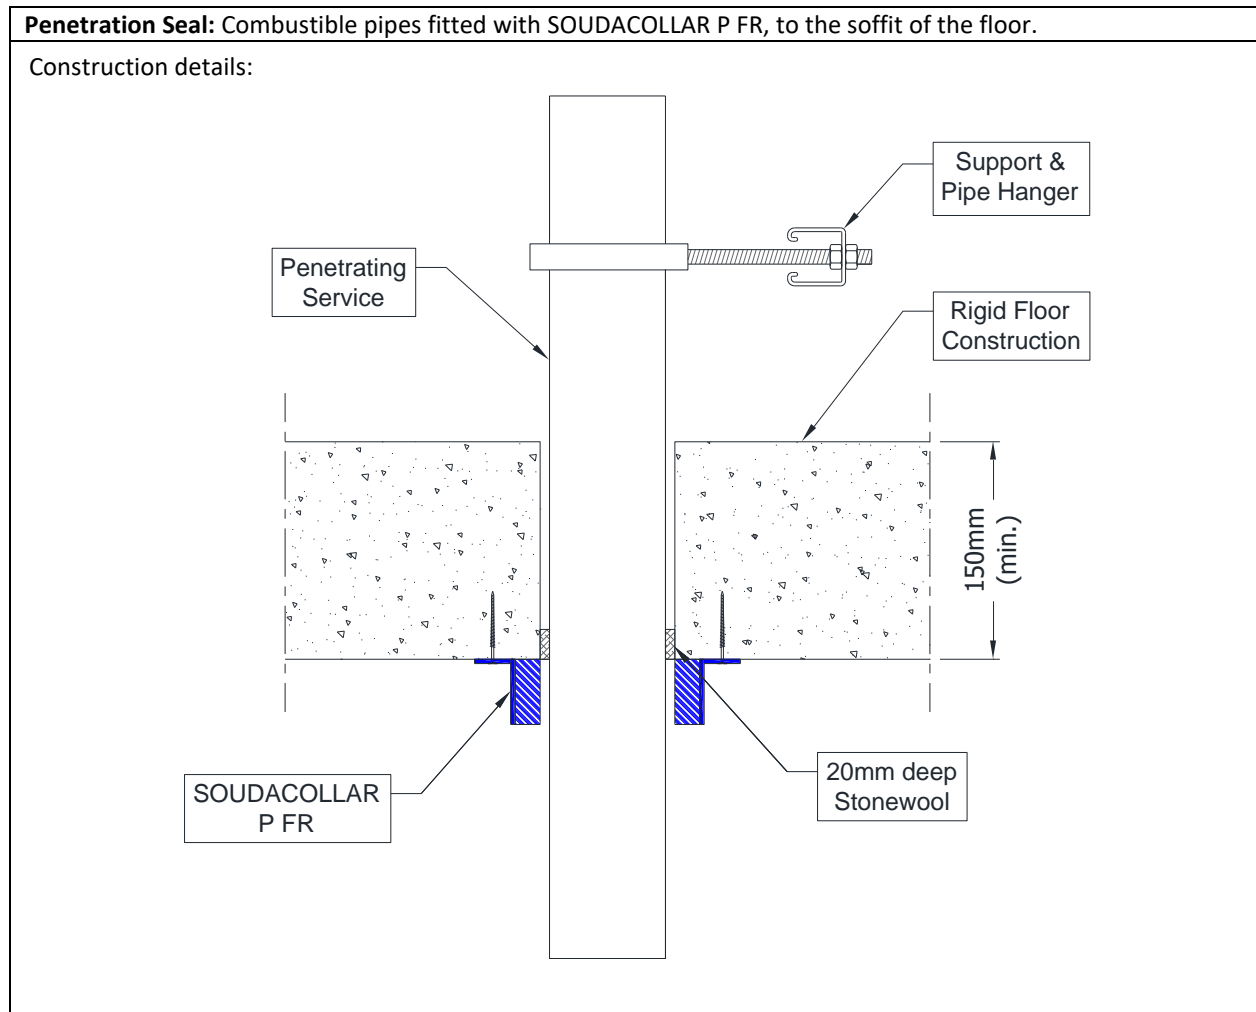 Penetration Seal: Combustible pipes fitted with SOUDACOLLAR P FR, to the soffit of the floor.
Construction details:
Support &
Pipe Hanger
Penetrating
Service
Rigid Floor
Construction
150mm
(min.)
20mm deep
Stonewool
SOUDACOLLAR
P FR